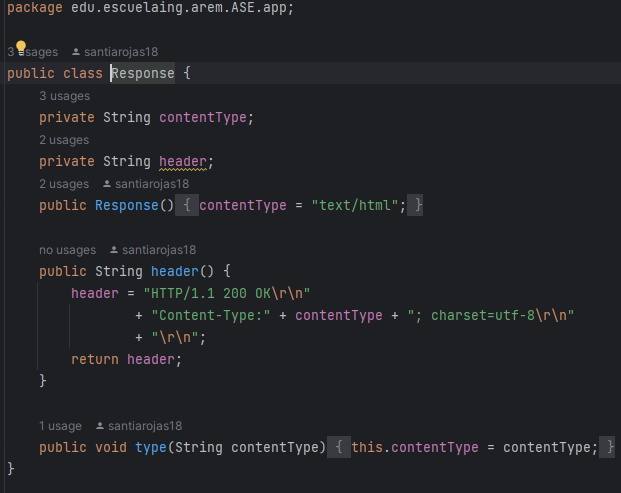 package edu.escuelaing.arem.ASE.app;
3 usages santiarojas18
public class Response {
3 usages
private String contentType;
2 usages
private String header;
2 usages santiarojas18
public Response() { contentType = "text/html"; }
no usages santiarojas18
public String header() {
header = "HTTP/1.1 200 OK\r\n"
+ "Content-Type:" + contentType + "; charset=utf-8\r\n"
+ "\r\n";
return header;
}
1 usage santiarojas18
public void type(String contentType) { this.contentType = contentType; }
}